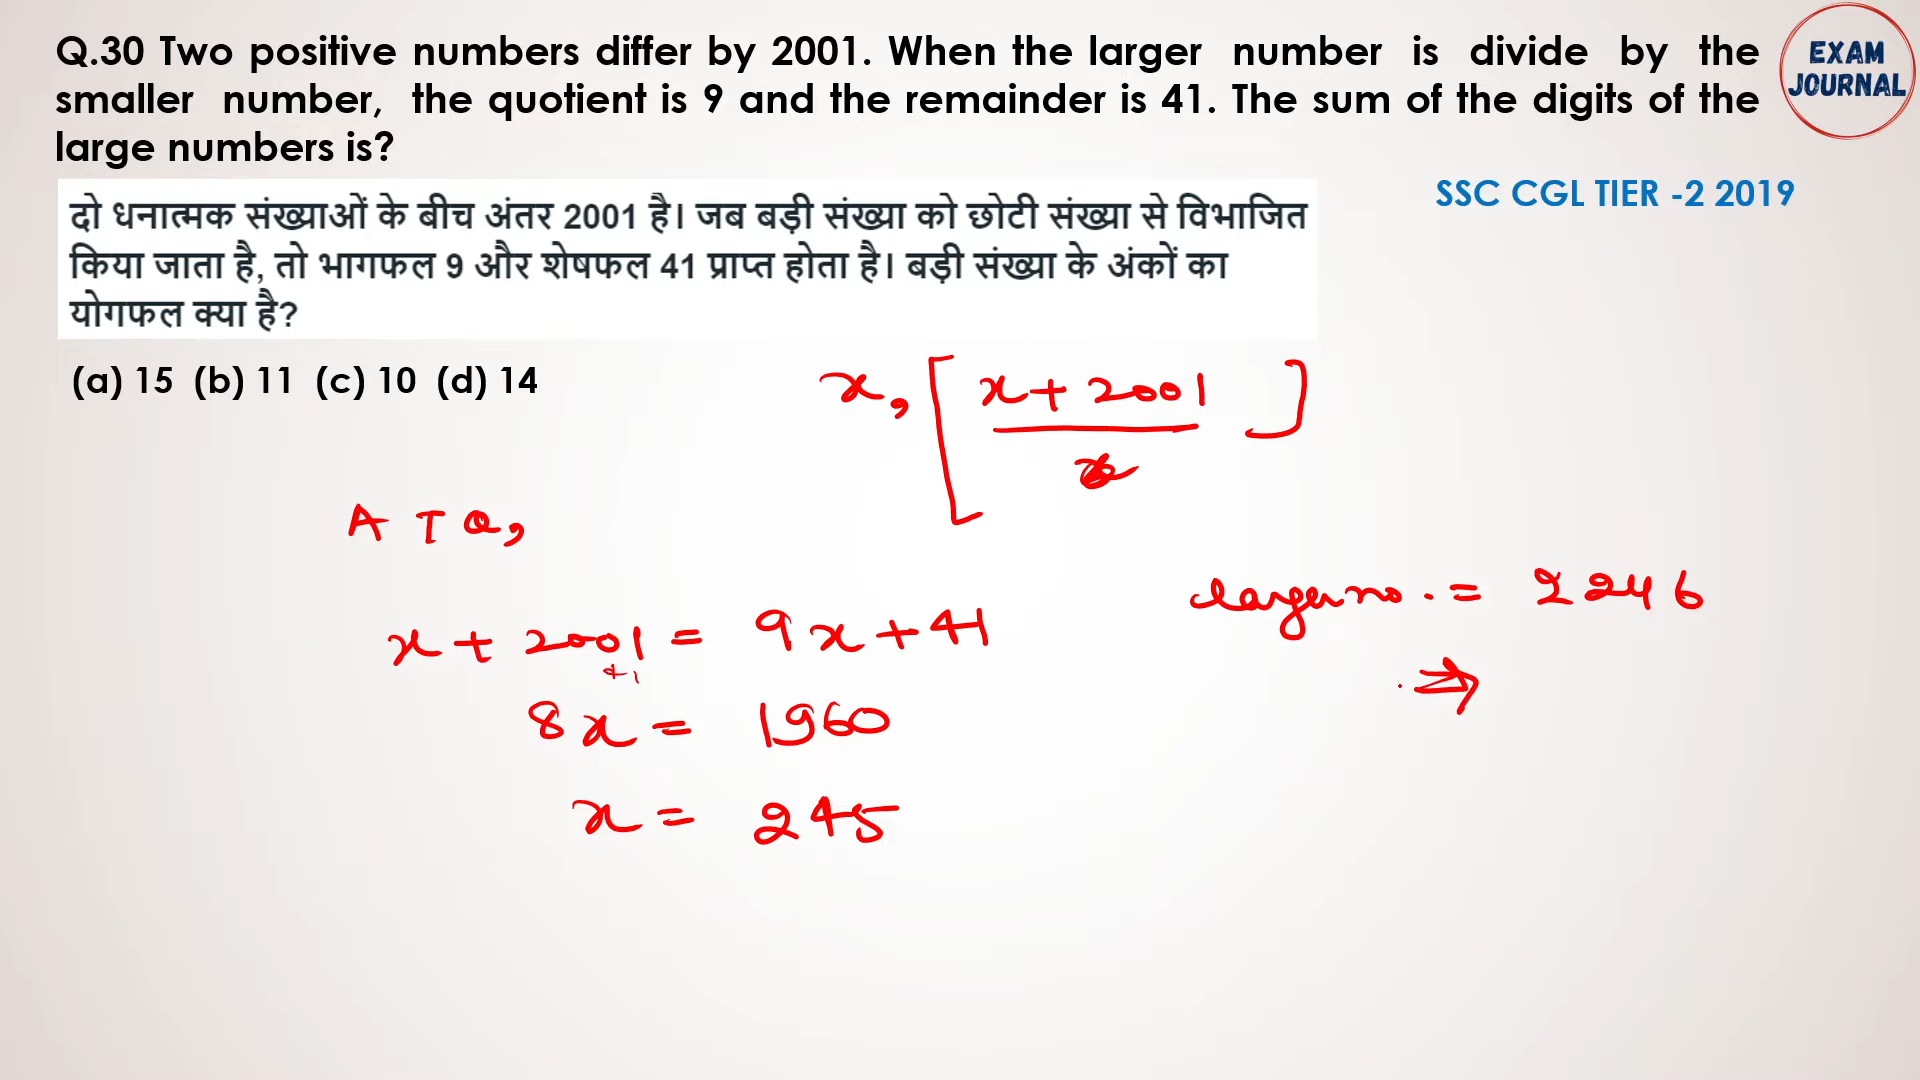 Q.30 Two positive numbers differ by 2001. When the larger number is divide by the
smaller number, the quotient is 9 and the remainder is 41. The sum of the digits of the
large numbers is?
EXAM
JOURNAL
SSC CGL TIER -2 2019
दो धनात्मक संख्याओं के बीच अंतर 2001 है। जब बड़ी संख्या को छोटी संख्या से विभाजित
किया जाता है, तो भागफल 9 और शेषफल 41 प्राप्त होता है। बड़ी संख्या के अंकों का
योगफल क्या है?
(a) 15 (b) 11 (c) 10 (d) 14
x, [ x + 2001 ]
x
A T Q,
x + 2001 = 9x + 41
41
8x = 1960
x = 245
larger no. = 2246
⇒